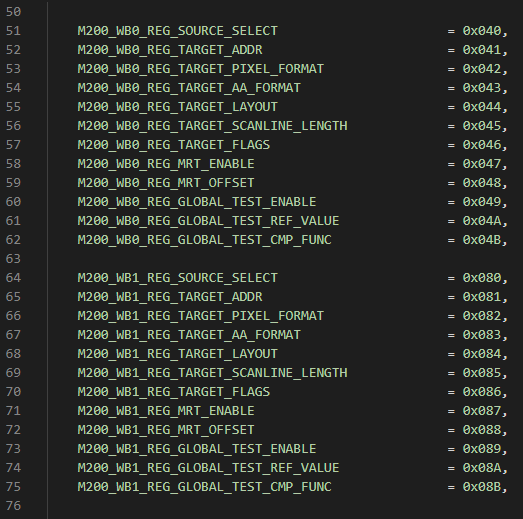 50
51 M200_WB0_REG_SOURCE_SELECT = 0x040,
52 M200_WB0_REG_TARGET_ADDR = 0x041,
53 M200_WB0_REG_TARGET_PIXEL_FORMAT = 0x042,
54 M200_WB0_REG_TARGET_AA_FORMAT = 0x043,
55 M200_WB0_REG_TARGET_LAYOUT = 0x044,
56 M200_WB0_REG_TARGET_SCANLINE_LENGTH = 0x045,
57 M200_WB0_REG_TARGET_FLAGS = 0x046,
58 M200_WB0_REG_MRT_ENABLE = 0x047,
59 M200_WB0_REG_MRT_OFFSET = 0x048,
60 M200_WB0_REG_GLOBAL_TEST_ENABLE = 0x049,
61 M200_WB0_REG_GLOBAL_TEST_REF_VALUE = 0x04A,
62 M200_WB0_REG_GLOBAL_TEST_CMP_FUNC = 0x04B,
63
64 M200_WB1_REG_SOURCE_SELECT = 0x080,
65 M200_WB1_REG_TARGET_ADDR = 0x081,
66 M200_WB1_REG_TARGET_PIXEL_FORMAT = 0x082,
67 M200_WB1_REG_TARGET_AA_FORMAT = 0x083,
68 M200_WB1_REG_TARGET_LAYOUT = 0x084,
69 M200_WB1_REG_TARGET_SCANLINE_LENGTH = 0x085,
70 M200_WB1_REG_TARGET_FLAGS = 0x086,
71 M200_WB1_REG_MRT_ENABLE = 0x087,
72 M200_WB1_REG_MRT_OFFSET = 0x088,
73 M200_WB1_REG_GLOBAL_TEST_ENABLE = 0x089,
74 M200_WB1_REG_GLOBAL_TEST_REF_VALUE = 0x08A,
75 M200_WB1_REG_GLOBAL_TEST_CMP_FUNC = 0x08B,
76